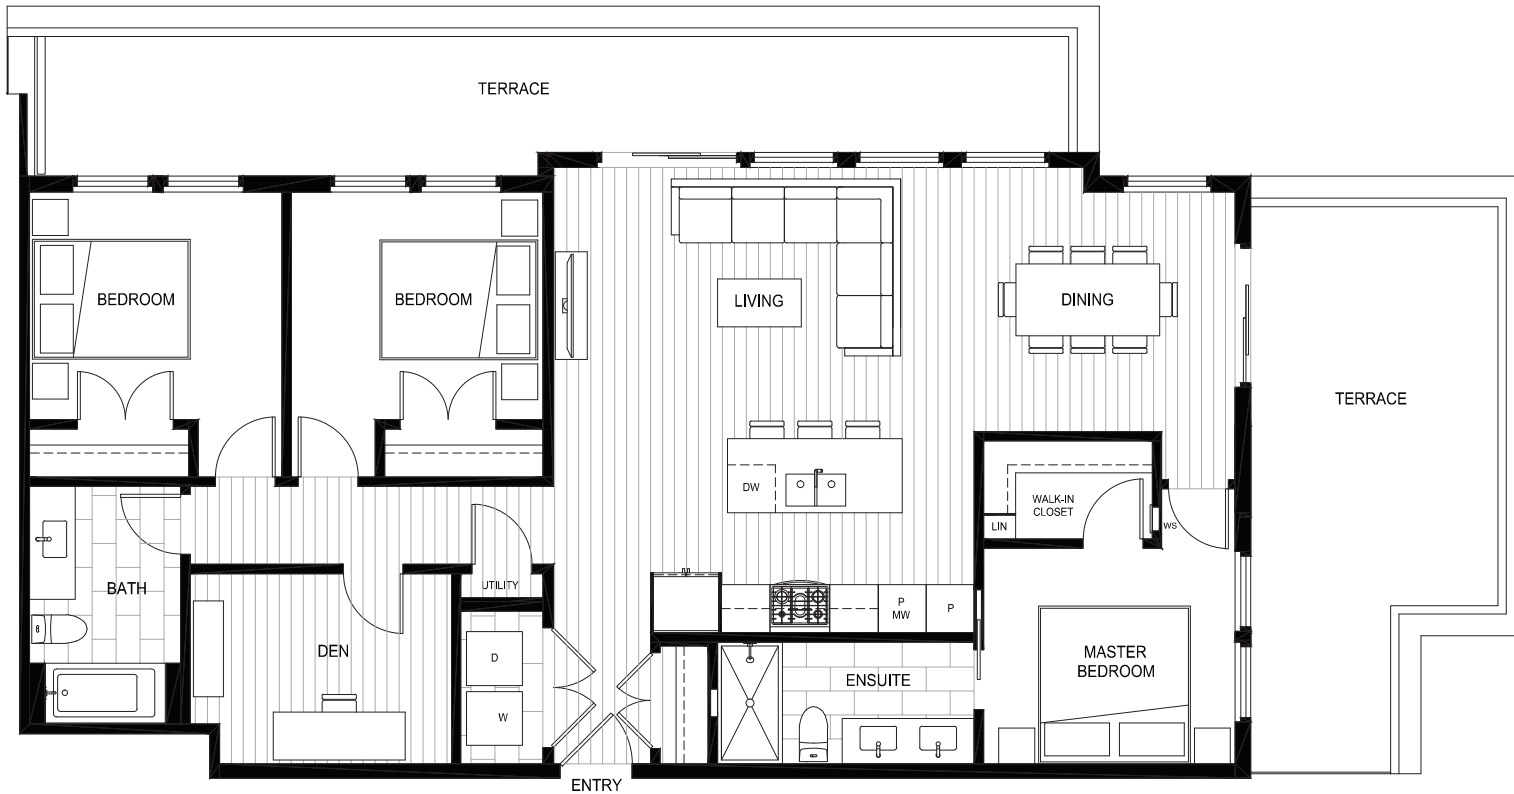 TERRACE
BEDROOM
BEDROOM
LIVING
DINING
TERRACE
DW
WALK-IN
CLOSET
LIN
WS
UTILITY
BATH
P
MW
P
DEN
D
W
ENSUITE
MASTER
BEDROOM
ENTRY